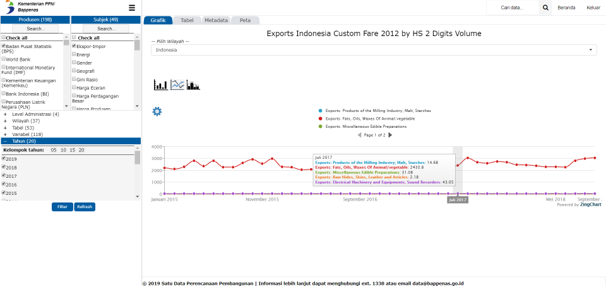 Kementerian PPN/
Bappenas
Cari data...
Beranda
Keluar
Produsen (198)
Subjek (49)
Search...
Search...
Check all
Check all
Badan Pusat Statistik (BPS)
World Bank
International Monetary Fund (IMF)
Kementerian Keuangan (Kemenkeu)
Bank Indonesia (BI)
Perusahaan Listrik Negara (PLN)
Ekspor-Impor
Energi
Gender
Geografi
Gini Rasio
Harga Eceran
Harga Perdagangan Besar
+ Level Administrasi (4)
+ Wilayah (37)
+ Tabel (53)
+ Variabel (119)
- Tahun (20)
Kelompok tahun: 05 10 15 20
2019
2018
2017
2016
2015
Filter
Refresh
Grafik
Tabel
Metadata
Peta
Exports Indonesia Custom Fare 2012 by HS 2 Digits Volume
Pilih Wilayah
Indonesia
Exports: Products of the Milling Industry; Malt, Starches
Exports: Fats, Oils, Waxes Of Animal/vegetable
Exports: Miscellaneous Edible Preparations
Page 1 of 2
4000
3000
2000
1000
0
Juli 2017
Exports: Products of the Milling Industry; Malt, Starches: 14.68
Exports: Fats, Oils, Waxes Of Animal/vegetable: 2433.8
Exports: Miscellaneous Edible Preparations: 31.08
Exports: Raw Hides, Skins, Leather and Articles: 2.16
Exports: Electrical Machinery and Equipments, Sound Recorders: 43.05
Januari 2015
November 2015
September 2016
Juli 2017
Mei 2018
September
Powered by ZingChart
© 2019 Satu Data Perencanaan Pembangunan | Informasi lebih lanjut dapat menghubungi ext. 1338 atau email data@bappenas.go.id